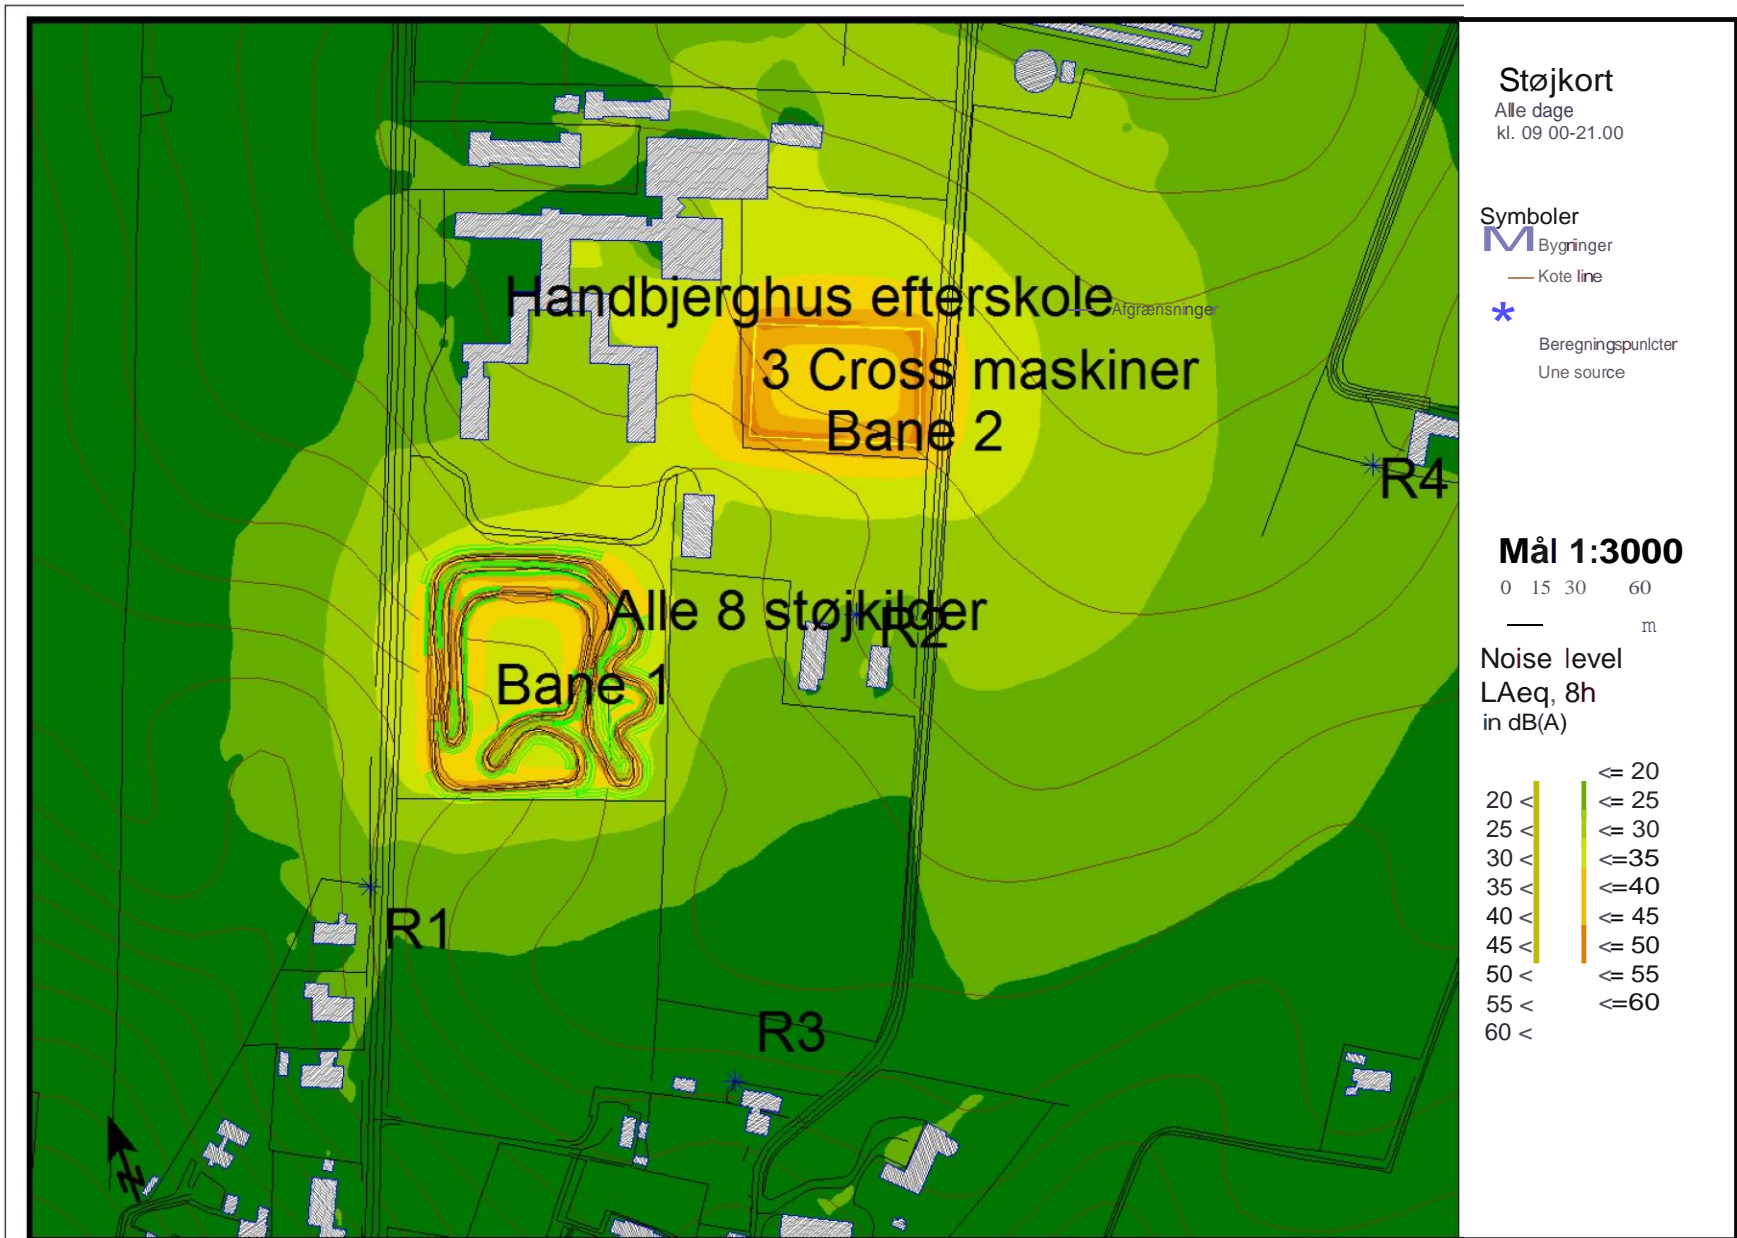 Støjkort
Alle dage
kl. 09 00-21.00
Symboler
M Bygninger
Kote line
Afgrænsninger
*
Beregningspunlcter
Une source
Mål 1:3000
0 15 30 60
m
Noise level
LAeq, 8h
in dB(A)
<= 20
20 < <= 25
25 < <= 30
30 < <=35
35 < <=40
40 < <= 45
45 < <= 50
50 < <= 55
55 < <=60
60 <
Handbjerghus efterskole
3 Cross maskiner
Bane 2
R4
Alle 8 støjkilder
R2
Bane 1
R1
R3
N